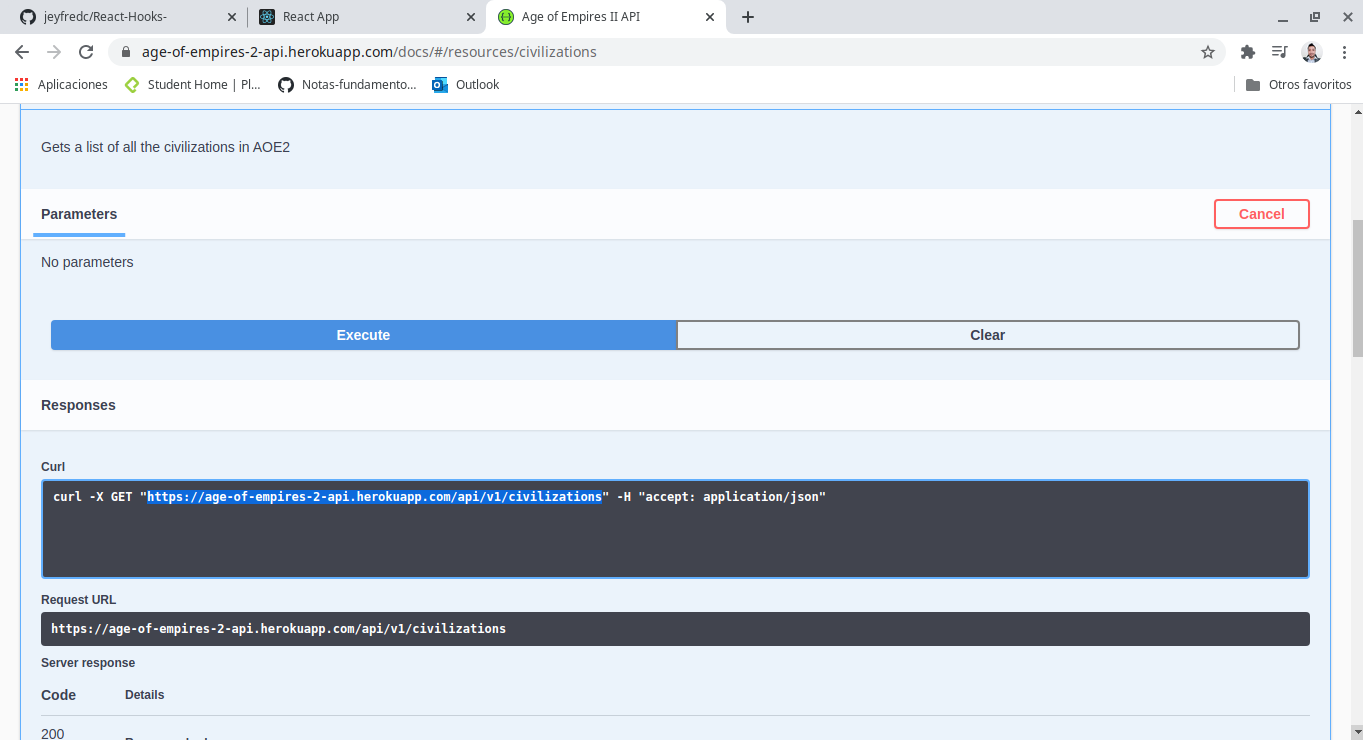 jeyfredc/React-Hooks-
React App
Age of Empires II API
age-of-empires-2-api.herokuapp.com/docs/#/resources/civilizations
Aplicaciones
Student Home | Pl...
Notas-fundamento...
Outlook
Otros favoritos
Gets a list of all the civilizations in AOE2
Parameters
Cancel
No parameters
Execute
Clear
Responses
Curl
curl -X GET "https://age-of-empires-2-api.herokuapp.com/api/v1/civilizations" -H "accept: application/json"
Request URL
https://age-of-empires-2-api.herokuapp.com/api/v1/civilizations
Server response
Code
Details
200